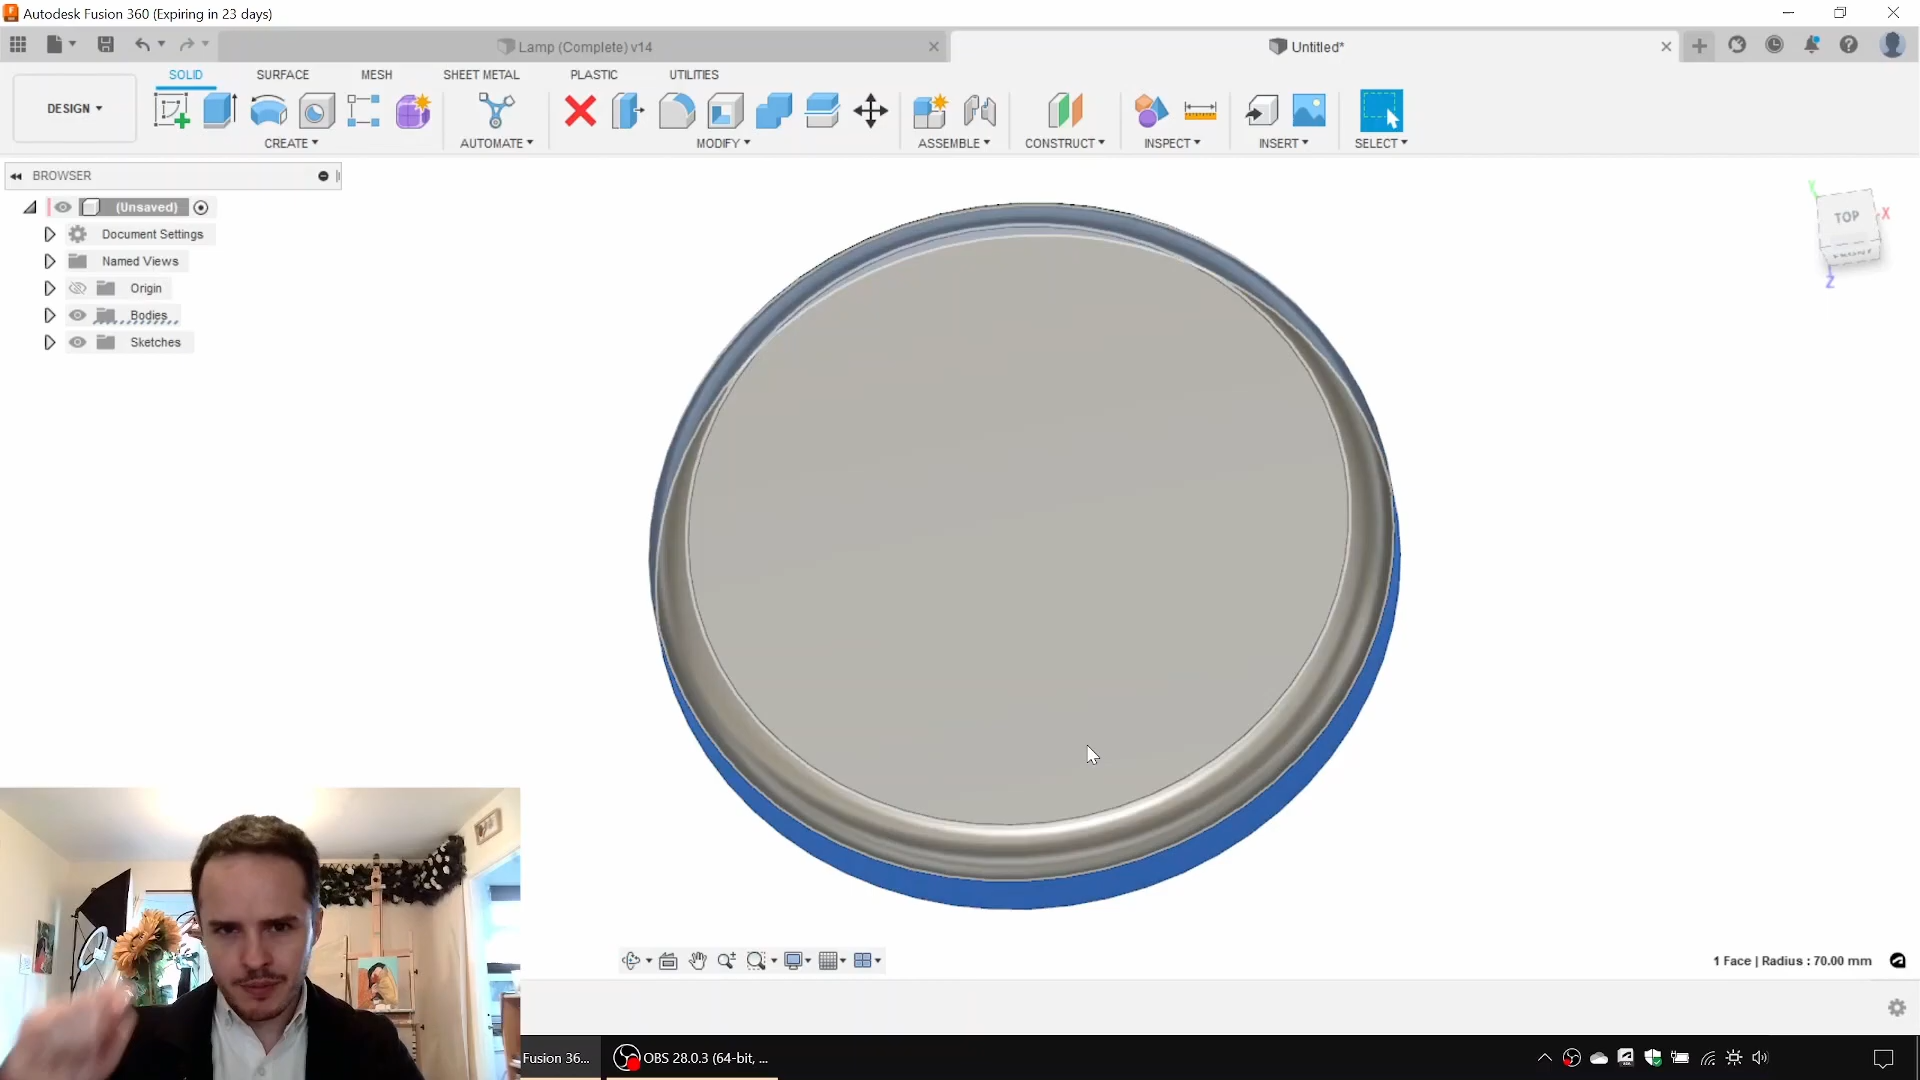 Autodesk Fusion 360 (Expiring in 23 days)
Lamp (Complete) v14
Untitled*
DESIGN
SOLID
SURFACE
MESH
SHEET METAL
PLASTIC
UTILITIES
CREATE
AUTOMATE
MODIFY
ASSEMBLE
CONSTRUCT
INSPECT
INSERT
SELECT
BROWSER
(Unsaved)
Document Settings
Named Views
Origin
Bodies
Sketches
Y
X
TOP
FRONT
Z
1 Face | Radius : 70.00 mm
Fusion 36...
OBS 28.0.3 (64-bit, ...